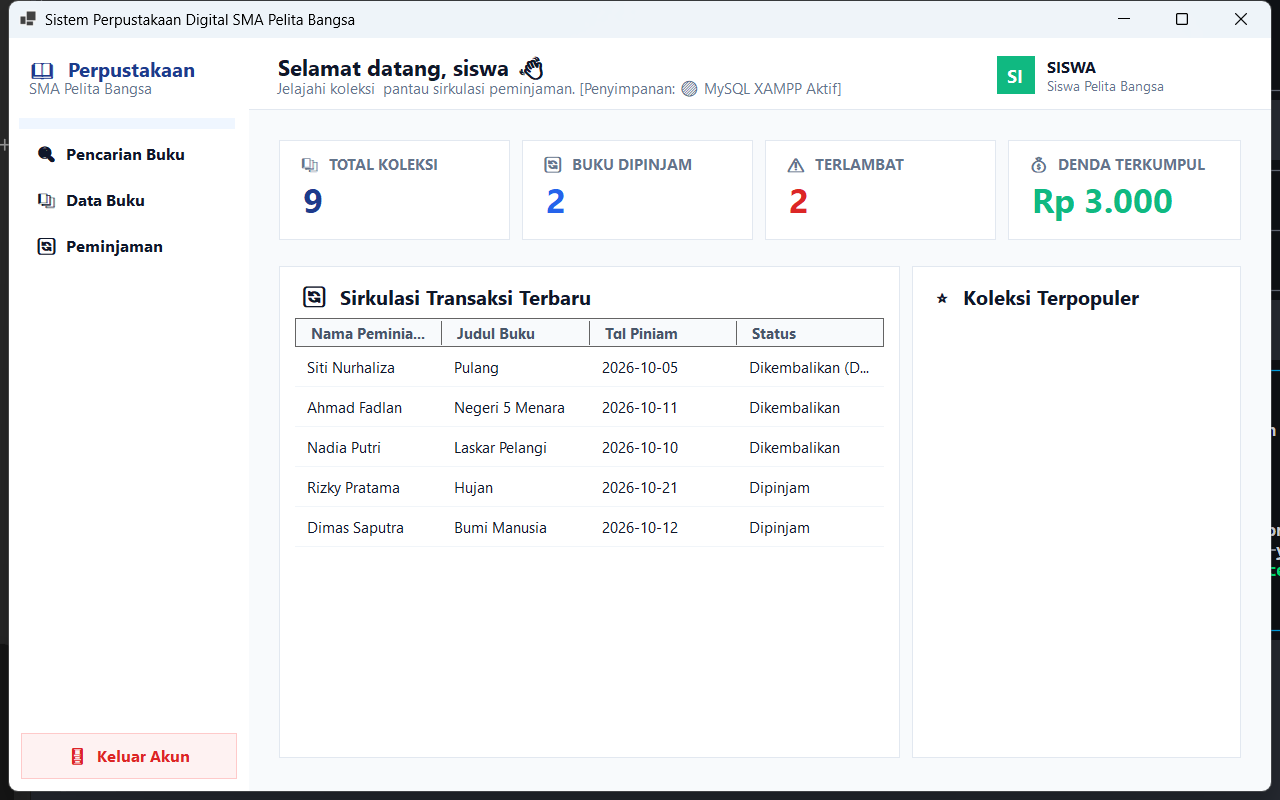 Sistem Perpustakaan Digital SMA Pelita Bangsa
Perpustakaan
SMA Pelita Bangsa
Selamat datang, siswa
Jelajahi koleksi  pantau sirkulasi peminjaman. [Penyimpanan: MySQL XAMPP Aktif]
SI
SISWA
Siswa Pelita Bangsa
Pencarian Buku
Data Buku
Peminjaman
TOTAL KOLEKSI
9
BUKU DIPINJAM
2
TERLAMBAT
2
DENDA TERKUMPUL
Rp 3.000
Sirkulasi Transaksi Terbaru
Nama Peminja... Judul Buku Tgl Pinjam Status
Siti Nurhaliza Pulang 2026-10-05 Dikembalikan (D...
Ahmad Fadlan Negeri 5 Menara 2026-10-11 Dikembalikan
Nadia Putri Laskar Pelangi 2026-10-10 Dikembalikan
Rizky Pratama Hujan 2026-10-21 Dipinjam
Dimas Saputra Bumi Manusia 2026-10-12 Dipinjam
Koleksi Terpopuler
Keluar Akun